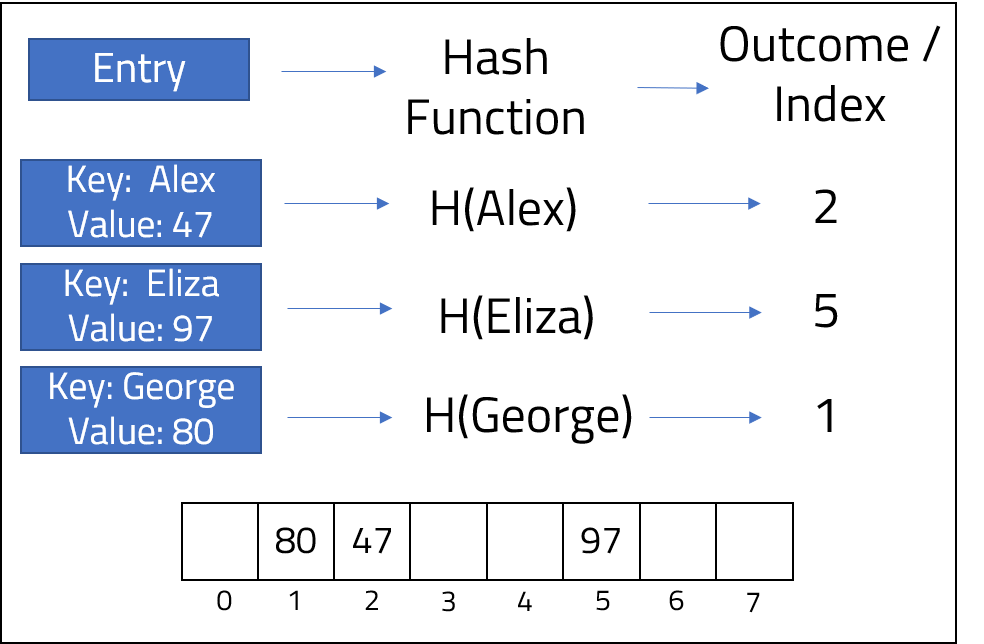 Entry
Hash
Function
Outcome /
Index
Key:  Alex
Value: 47
H(Alex)
2
Key:  Eliza
Value: 97
H(Eliza)
5
Key: George
Value: 80
H(George)
1
80 47 97
0 1 2 3 4 5 6 7